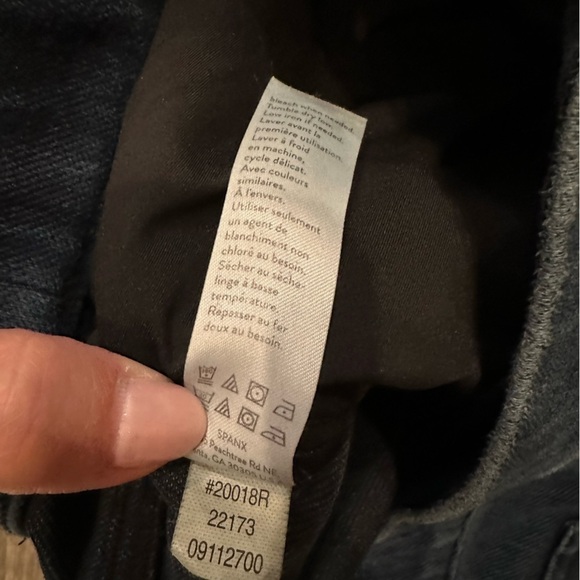 bleach when needed.
Tumble dry low.
Low iron if needed.
Laver avant la
première utilisation.
Laver à froid
en machine,
cycle délicat.
Avec couleurs
similaires.
À l'envers.
Utiliser seulement
un agent de
blanchiment non
chloré au besoin.
Sécher au sèche-
linge à basse
température.
Repasser au fer
doux au besoin.
SPANX
Peachtree Rd NE
GA 30305
#20018R
22173
09112700